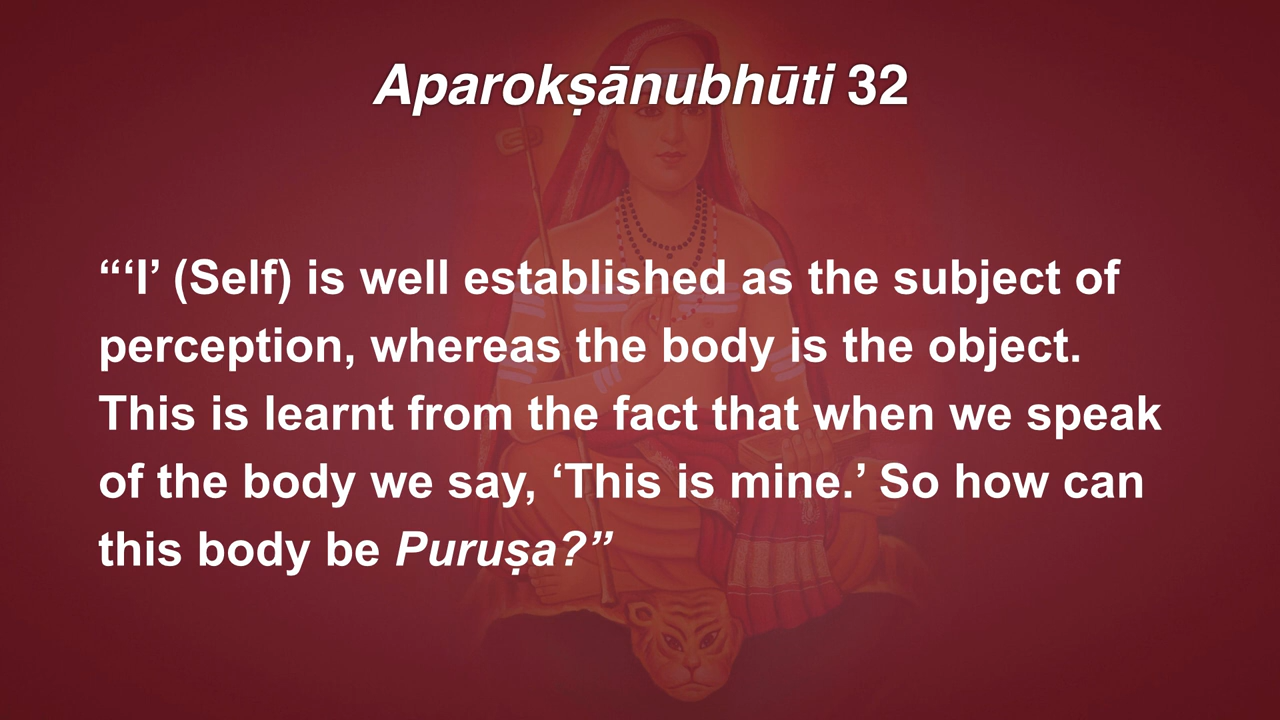 Aparokṣānubhūti 32
“‘I’ (Self) is well established as the subject of
perception, whereas the body is the object.
This is learnt from the fact that when we speak
of the body we say, ‘This is mine.’ So how can
this body be Puruṣa?”